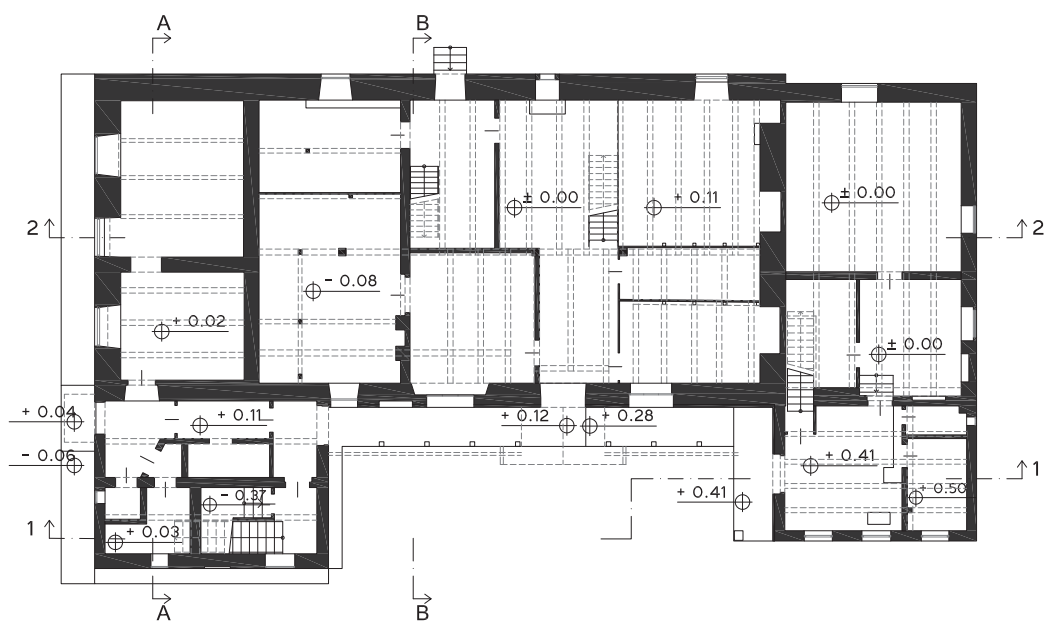 A B
± 0.00 + 0.11 ± 0.00
2 2
- 0.08
+ 0.02
± 0.00
+ 0.04 + 0.11 + 0.12 + 0.28
- 0.06 + 0.41
1
- 0.37 + 0.41 + 0.50
1 + 0.03
A B